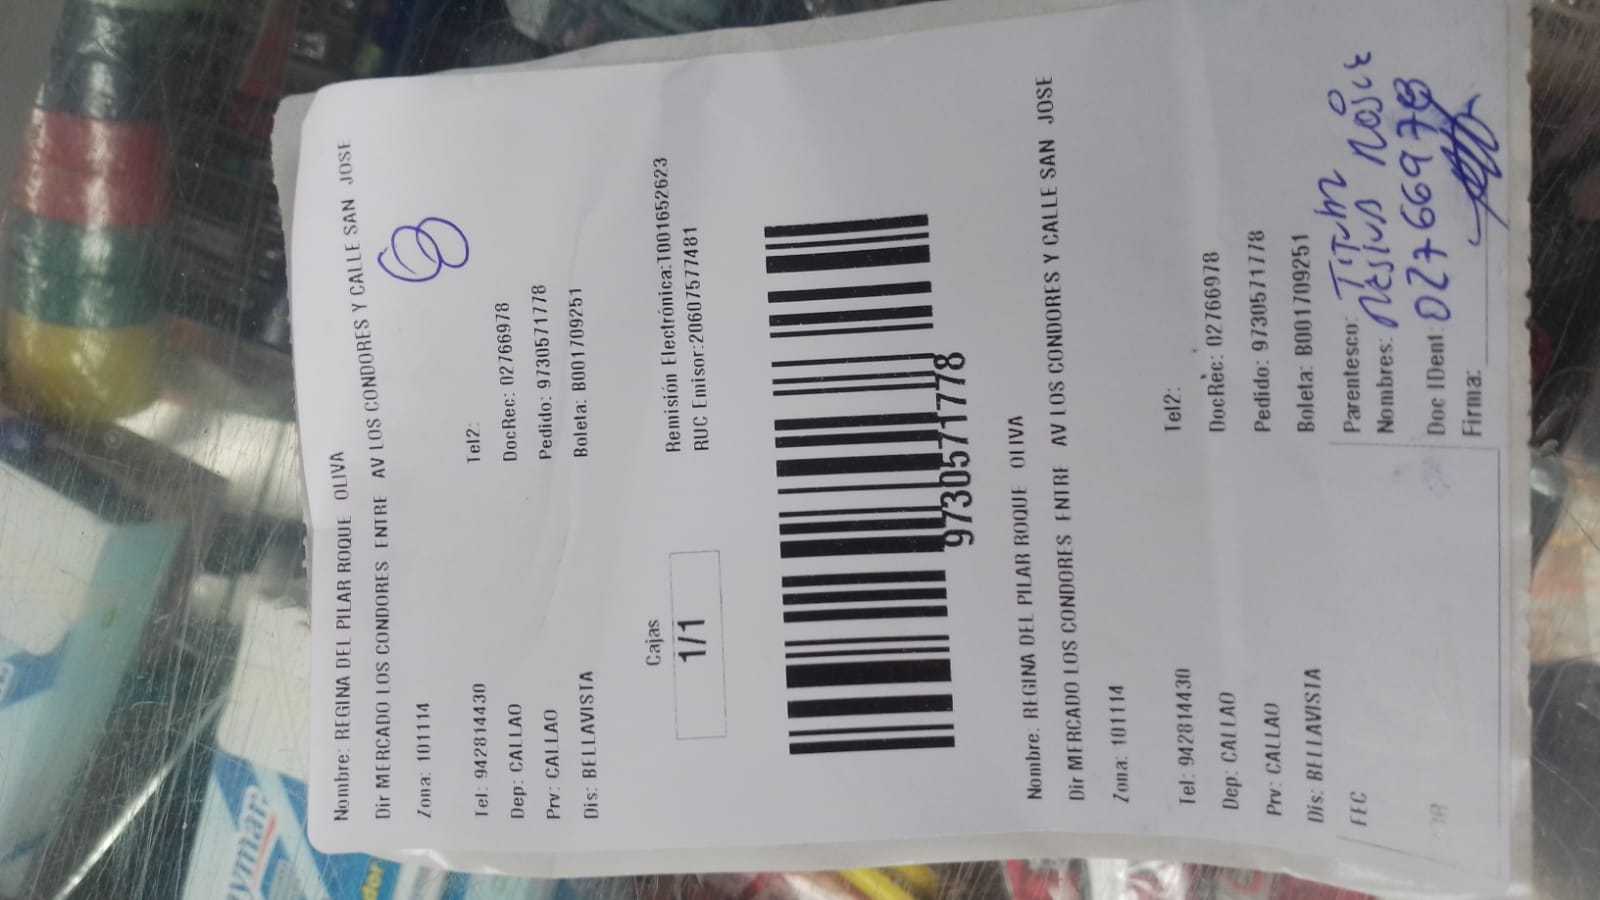 Nombre: REGINA DEL PILAR ROQUE OLIVA
Dir MERCADO LOS CONDORES ENTRE AV LOS CONDORES Y CALLE SAN JOSE
Zona: 101114
Tel: 942814430 Tel2:
Dep: CALLAO DocRec: 02766978
Prv: CALLAO Pedido: 9730571778
Dis: BELLAVISTA Boleta: B001709251
Cajas
1/1
Remisión Electrónica:T001652623
RUC Emisor:20607577481
9730571778
Nombre: REGINA DEL PILAR ROQUE OLIVA
Dir MERCADO LOS CONDORES ENTRE AV LOS CONDORES Y CALLE SAN JOSE
Zona: 101114
Tel: 942814430 Tel2:
Dep: CALLAO DocRec: 02766978
Prv: CALLAO Pedido: 9730571778
Dis: BELLAVISTA Boleta: B001709251
FEC
Parentesco:
Nombres:
Doc IDent: 02766978
Firma: